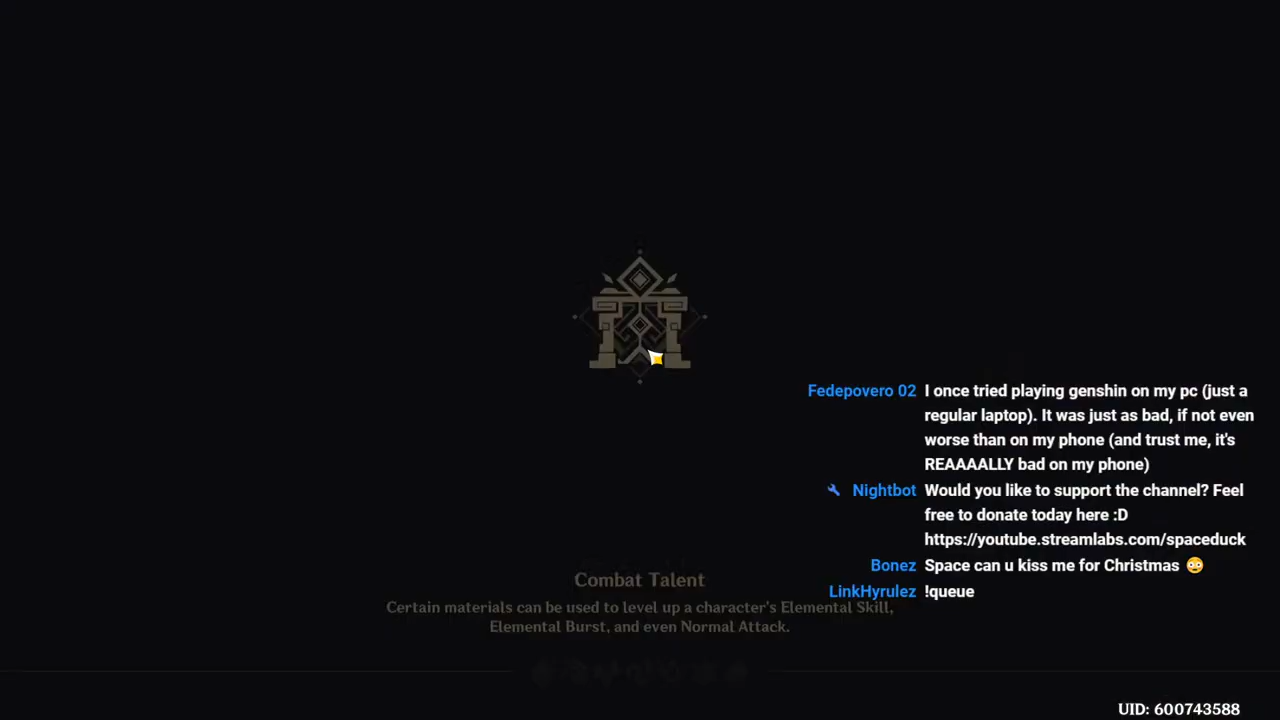 Fedepovero 02 I once tried playing genshin on my pc (just a
regular laptop). It was just as bad, if not even
worse than on my phone (and trust me, it's
REAAAALLY bad on my phone)
Nightbot Would you like to support the channel? Feel
free to donate today here :D
https://youtube.streamlabs.com/spaceduck
Bonez Space can u kiss me for Christmas 😳
LinkHyrulez !queue
Combat Talent
Certain materials can be used to level up a character's Elemental Skill,
Elemental Burst, and even Normal Attack.
UID: 600743588